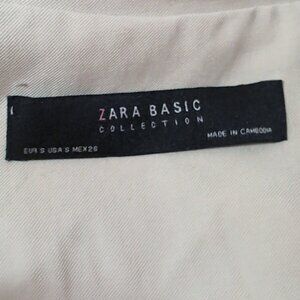 ZARA BASIC
COLLECTION
MADE IN CAMBODIA
EUR S USA S MEX 26